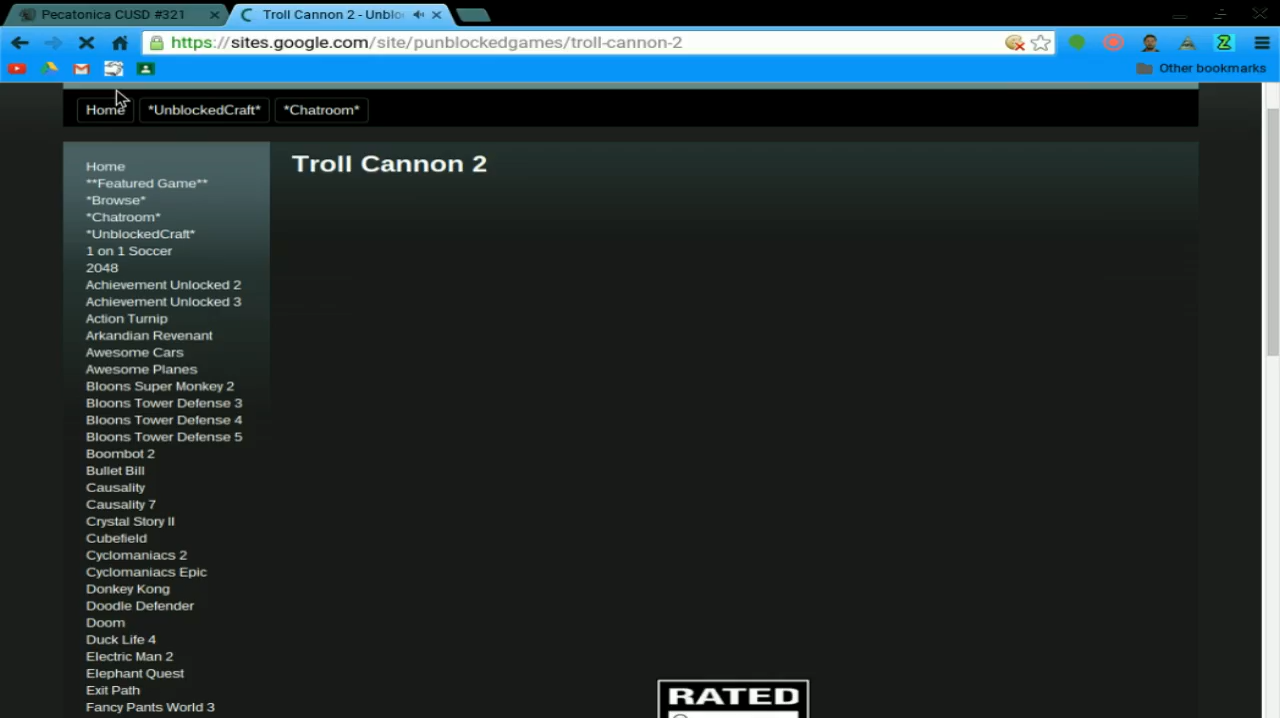 Pecatonica CUSD #321
Troll Cannon 2 - Unblo
https://sites.google.com/site/punblockedgames/troll-cannon-2
Other bookmarks
Home
*UnblockedCraft*
*Chatroom*
Home
**Featured Game**
*Browse*
*Chatroom*
*UnblockedCraft*
1 on 1 Soccer
2048
Achievement Unlocked 2
Achievement Unlocked 3
Action Turnip
Arkandian Revenant
Awesome Cars
Awesome Planes
Bloons Super Monkey 2
Bloons Tower Defense 3
Bloons Tower Defense 4
Bloons Tower Defense 5
Boombot 2
Bullet Bill
Causality
Causality 7
Crystal Story II
Cubefield
Cyclomaniacs 2
Cyclomaniacs Epic
Donkey Kong
Doodle Defender
Doom
Duck Life 4
Electric Man 2
Elephant Quest
Exit Path
Fancy Pants World 3
Troll Cannon 2
RATED